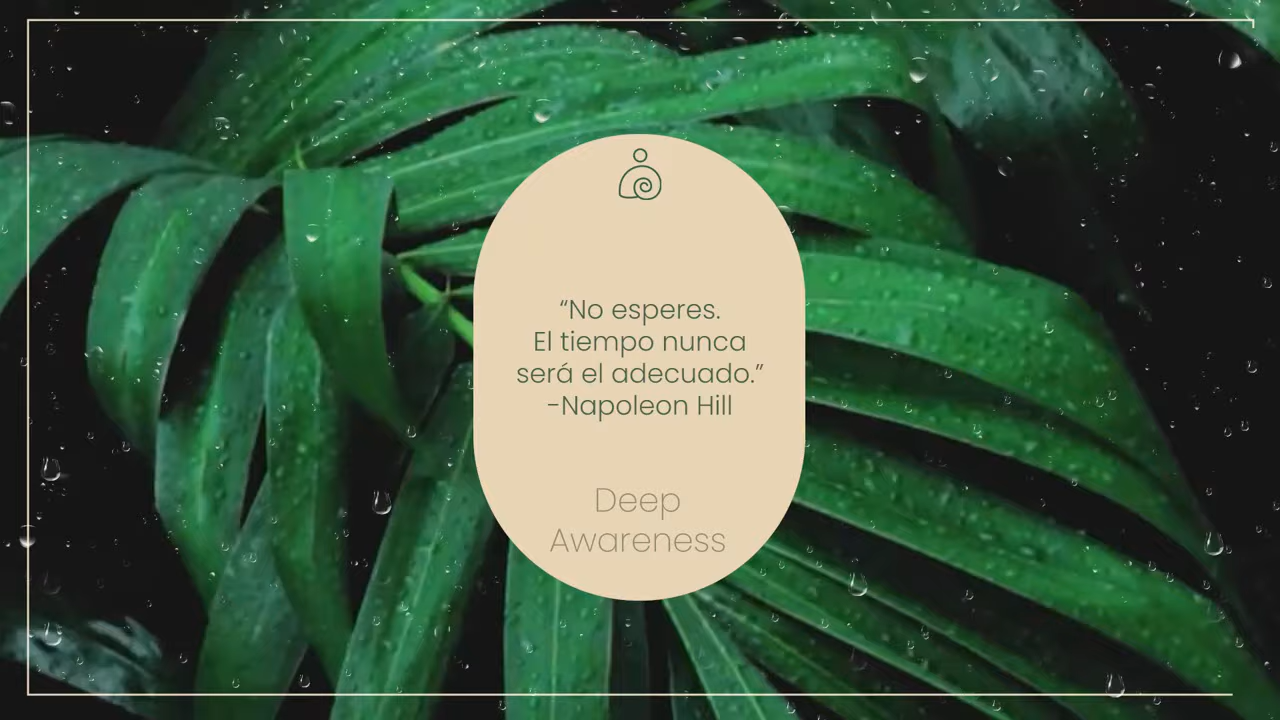 “No esperes.
El tiempo nunca
será el adecuado.”
-Napoleon Hill
Deep
Awareness